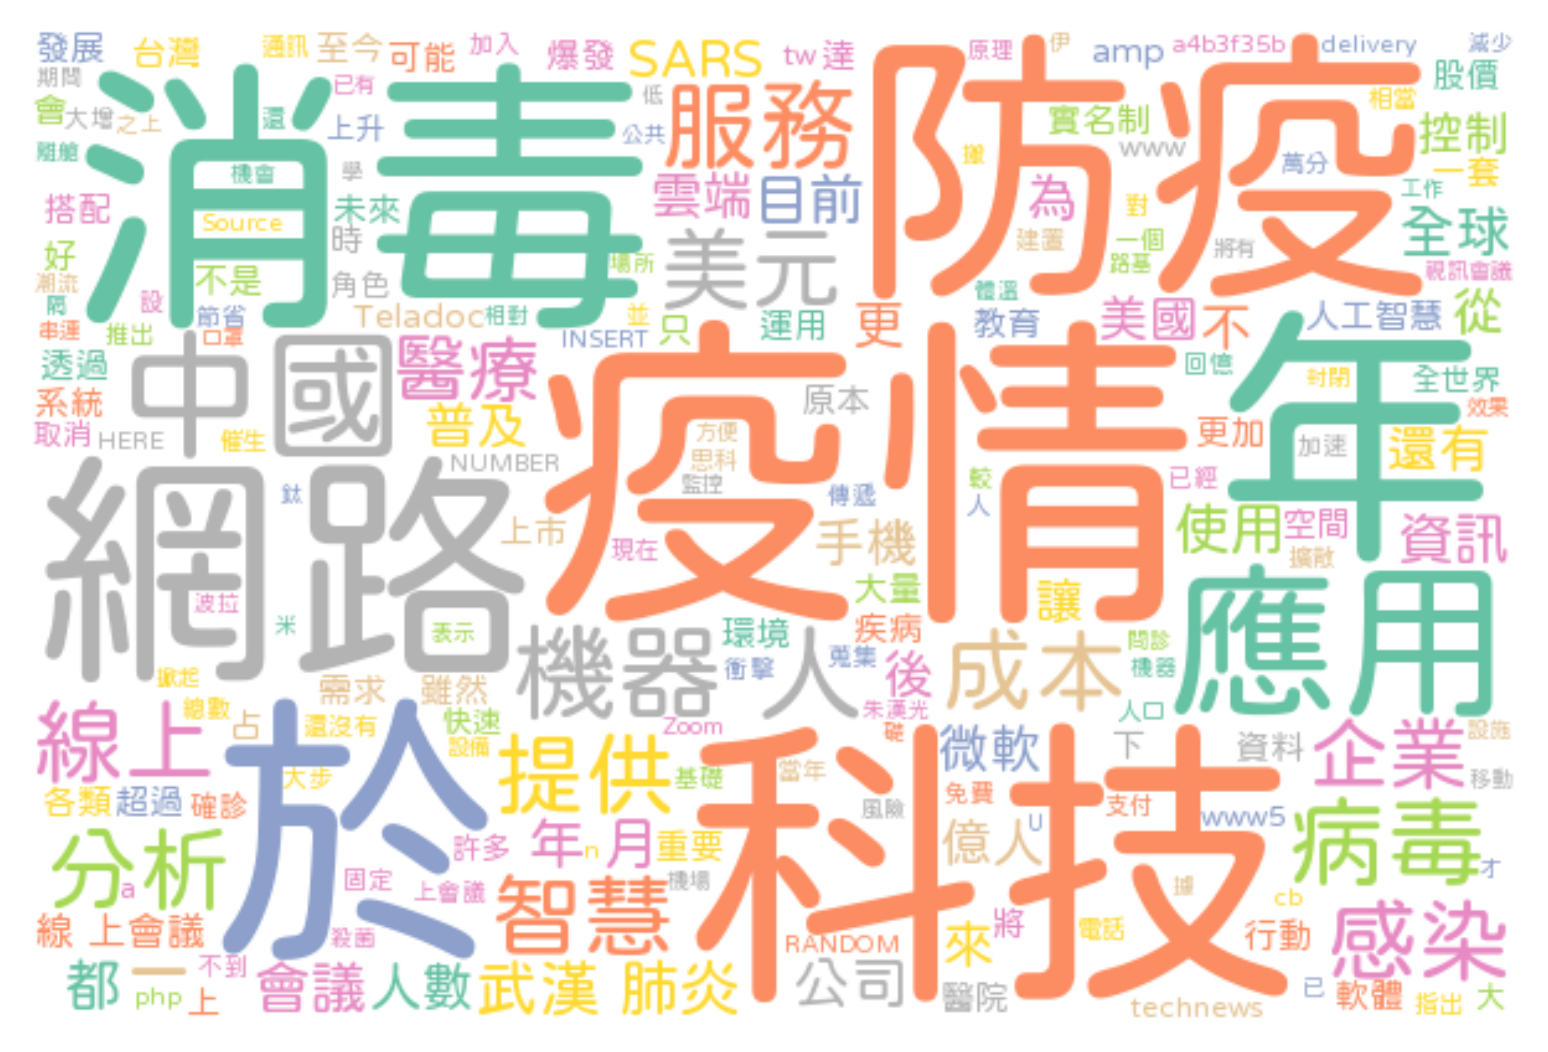 發展 台灣 通訊 至今 可能 加入 爆發 SARS tw 達 原理 伊 amp a4b3f35b delivery 減少
期間 已有 低 股價
會 大增 之上 還 上升 公共 服務 實名制 相當 控制
消毒 防疫
離艙 機會 學 搬 www 萬分 一套
搭配 Source 未來 雲端 目前 為 對 工作 全球
好 時 美元 建置 一個 將有
潮流 不是 角色 場所 路基 視訊會議
隔 設 節省 Teladoc 相對 並 體溫 美國 人工智慧 從
串連 推出 口罩 INSERT 只 運用 更 教育 不
透過 中國 醫療 疫情 回憶 封閉 全世界 年
系統 普及 原本 效果
取消 HERE 催生 方便 更加 加速 還有
NUMBER 思科
網路 鈦 監控 傳遞 較 已經
上市 現在 手機 人 使用 空間 資訊
擴散
波拉 大量 讓 應用
米 表示 機器人 環境 疾病 成本 問診
掀起 需求 雖然 衝擊 蒐集 後 機器
線上 總數 占 還沒有 快速 Zoom 朱漢光 人口
於 設備 提供 礎 微軟 下 資料 企業 設施
各類 超過 確診 大步 基礎 科技 當年 免費 支付 移動
分析 許多 年 n 月 重要 風險 億人 U www5 病毒
a 固定 上會議 智慧 機場 據 才
線 上會議 殺菌 RANDOM 來 將 電話 cb 行動 感染
都 一 不到 會議 人數 武漢 肺炎 公司 已 軟體
php 上 醫院 technews 指出 大